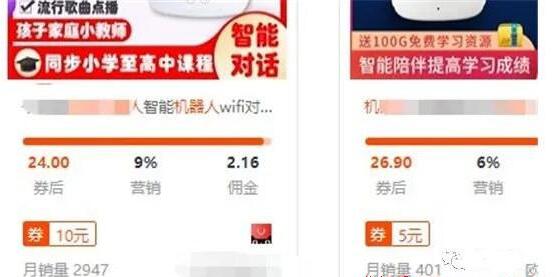 流行歌曲点播
孩子家庭小教师
智能
对话
同步小学至高中课程
人智能机器人wifi对...
24.00
9%
2.16
券后
营销
佣金
券 10元
月销量 2947
送100G免费学习资源
智能陪伴提高学习成绩
机
26.90
6%
券后
营销
券 5元
月销量 401
欧